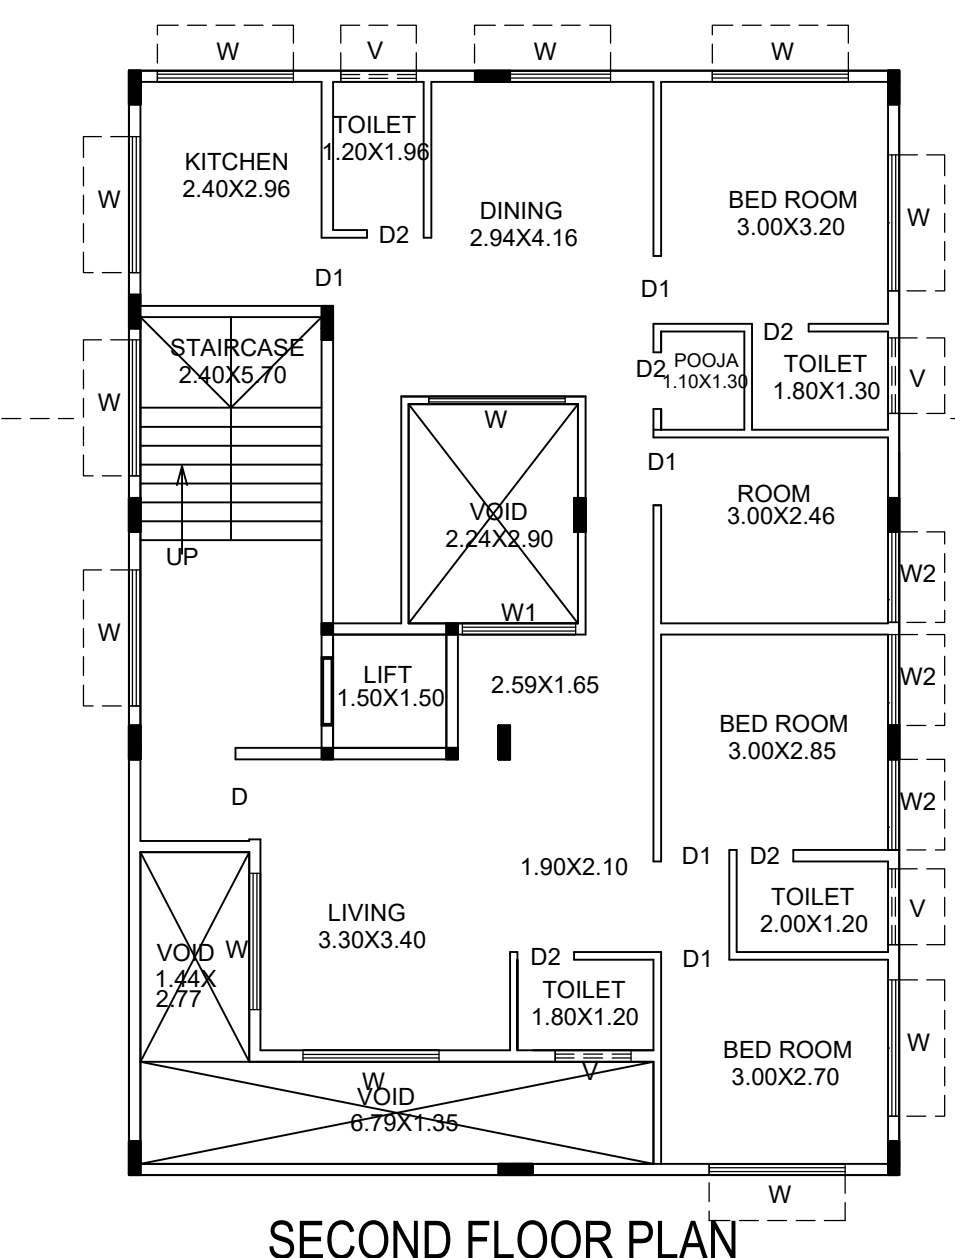 W
V
W
W
TOILET
1.20X1.96
KITCHEN
2.40X2.96
W
DINING
2.94X4.16
BED ROOM
3.00X3.20
W
D2
D1
D1
D2
STAIRCASE
2.40X5.70
D2
POOJA
1.10X1.30
TOILET
1.80X1.30
V
W
W
D1
ROOM
3.00X2.46
VOID
2.24X2.90
UP
W2
W1
W
LIFT
1.50X1.50
2.59X1.65
W2
BED ROOM
3.00X2.85
D
W2
1.90X2.10
D1
D2
TOILET
2.00X1.20
V
LIVING
3.30X3.40
VOID
1.44X
2.77
W
D2
D1
TOILET
1.80X1.20
BED ROOM
3.00X2.70
W
W
V
VOID
6.79X1.35
W
SECOND FLOOR PLAN